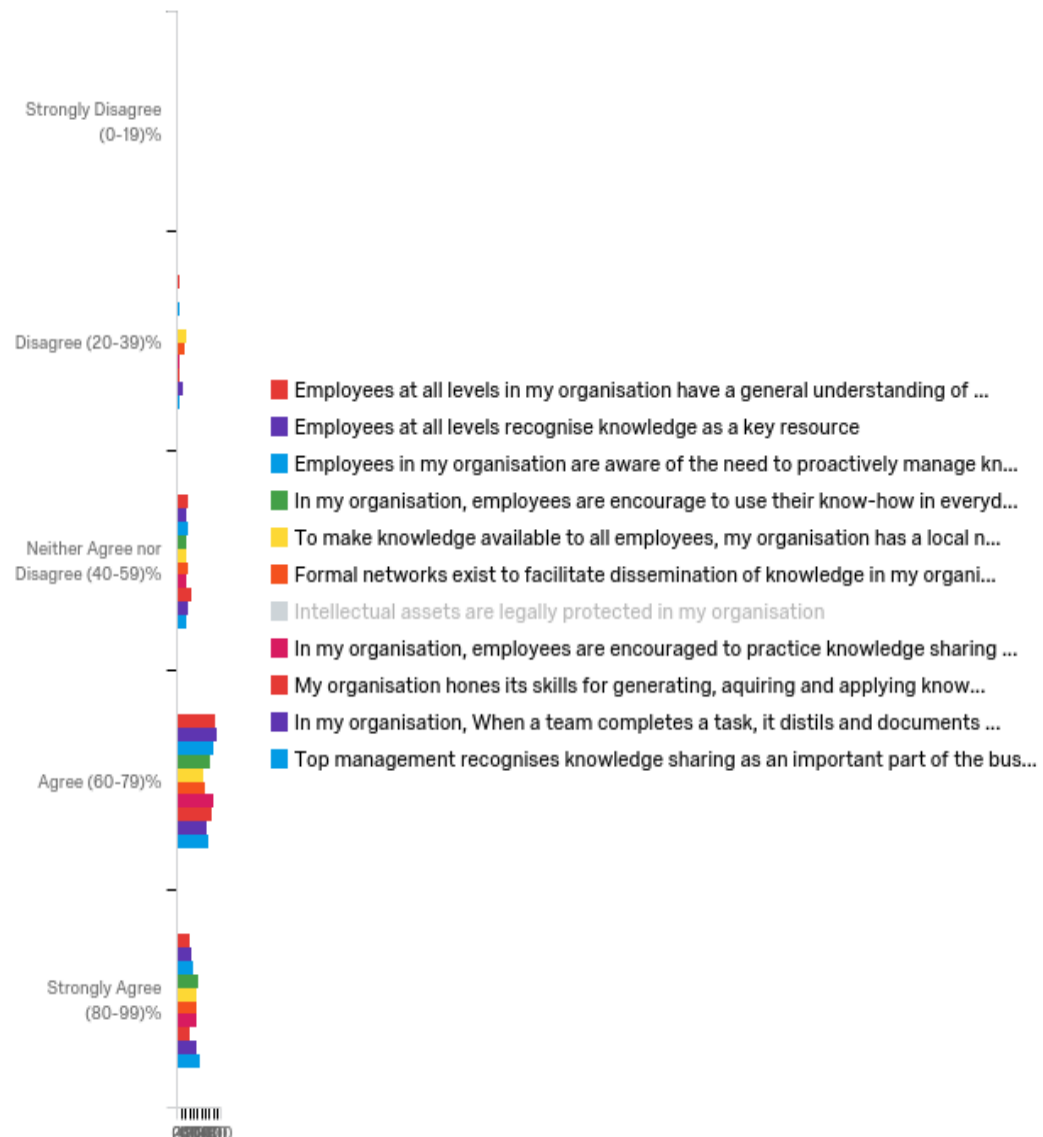 Strongly Disagree
(0-19)%
Disagree (20-39)%
Neither Agree nor
Disagree (40-59)%
Agree (60-79)%
Strongly Agree
(80-99)%
Employees at all levels in my organisation have a general understanding of ...
Employees at all levels recognise knowledge as a key resource
Employees in my organisation are aware of the need to proactively manage kn...
In my organisation, employees are encourage to use their know-how in everyd...
To make knowledge available to all employees, my organisation has a local n...
Formal networks exist to facilitate dissemination of knowledge in my organi...
Intellectual assets are legally protected in my organisation
In my organisation, employees are encouraged to practice knowledge sharing ...
My organisation hones its skills for generating, aquiring and applying know...
In my organisation, When a team completes a task, it distils and documents ...
Top management recognises knowledge sharing as an important part of the bus...